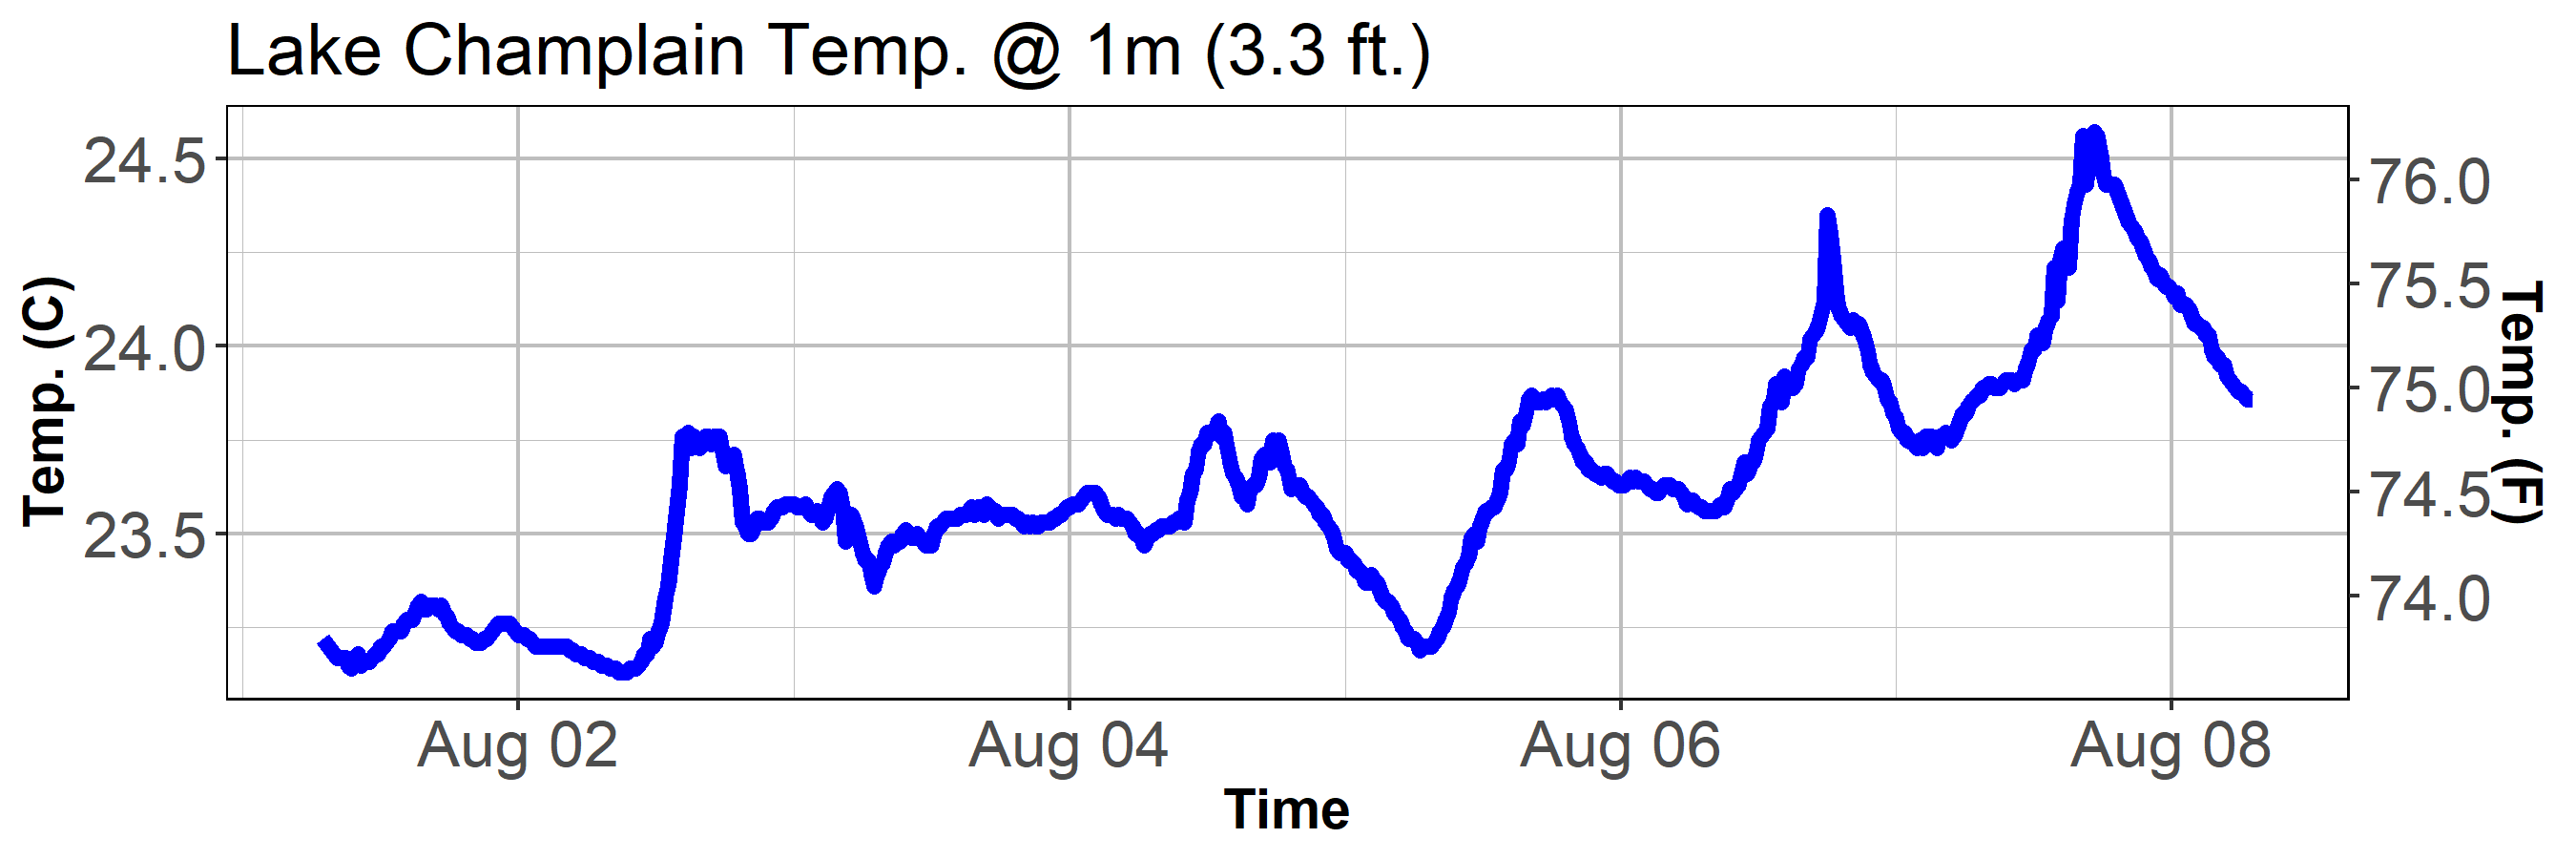 Lake Champlain Temp. @ 1m (3.3 ft.)
24.5
24.0
23.5
Temp. (C)
76.0
75.5
75.0
74.5
74.0
Temp. (F)
Aug 02 Aug 04 Aug 06 Aug 08
Time